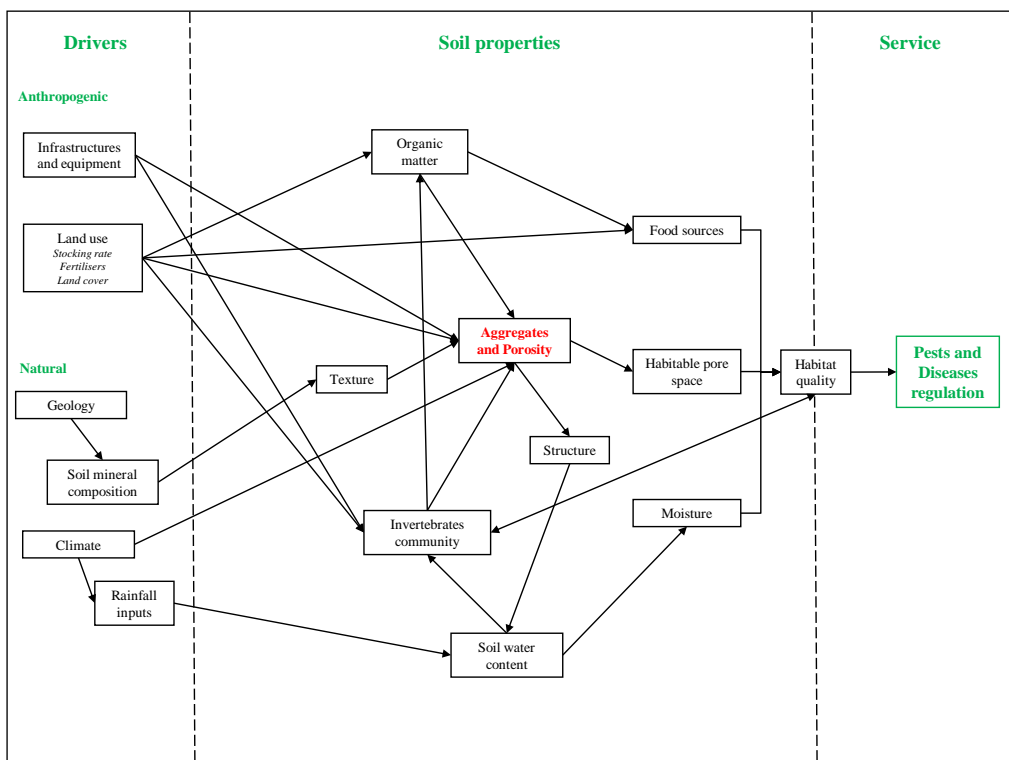 Drivers
Soil properties
Service
Anthropogenic
Infrastructures
and equipment
Organic
matter
Land use
Stocking rate
Fertilisers
Land cover
Food sources
Aggregates
and Porosity
Natural
Texture
Habitable pore
space
Habitat
quality
Pests and
Diseases
regulation
Geology
Structure
Soil mineral
composition
Invertebrates
community
Moisture
Climate
Rainfall
inputs
Soil water
content